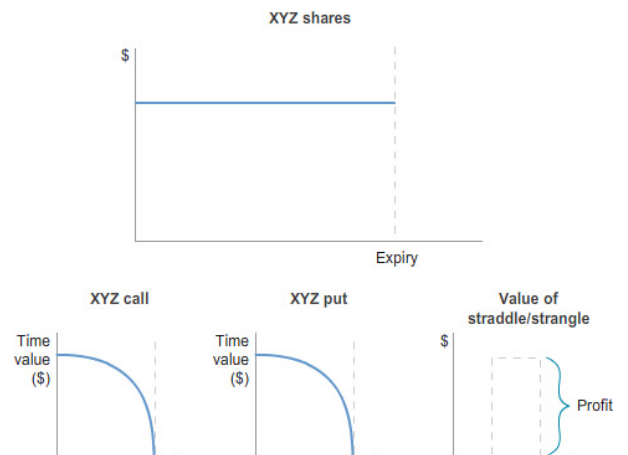 XYZ shares
$
Expiry
XYZ call
XYZ put
Value of
straddle/strangle
Time
value
($)
Time
value
($)
$
Profit